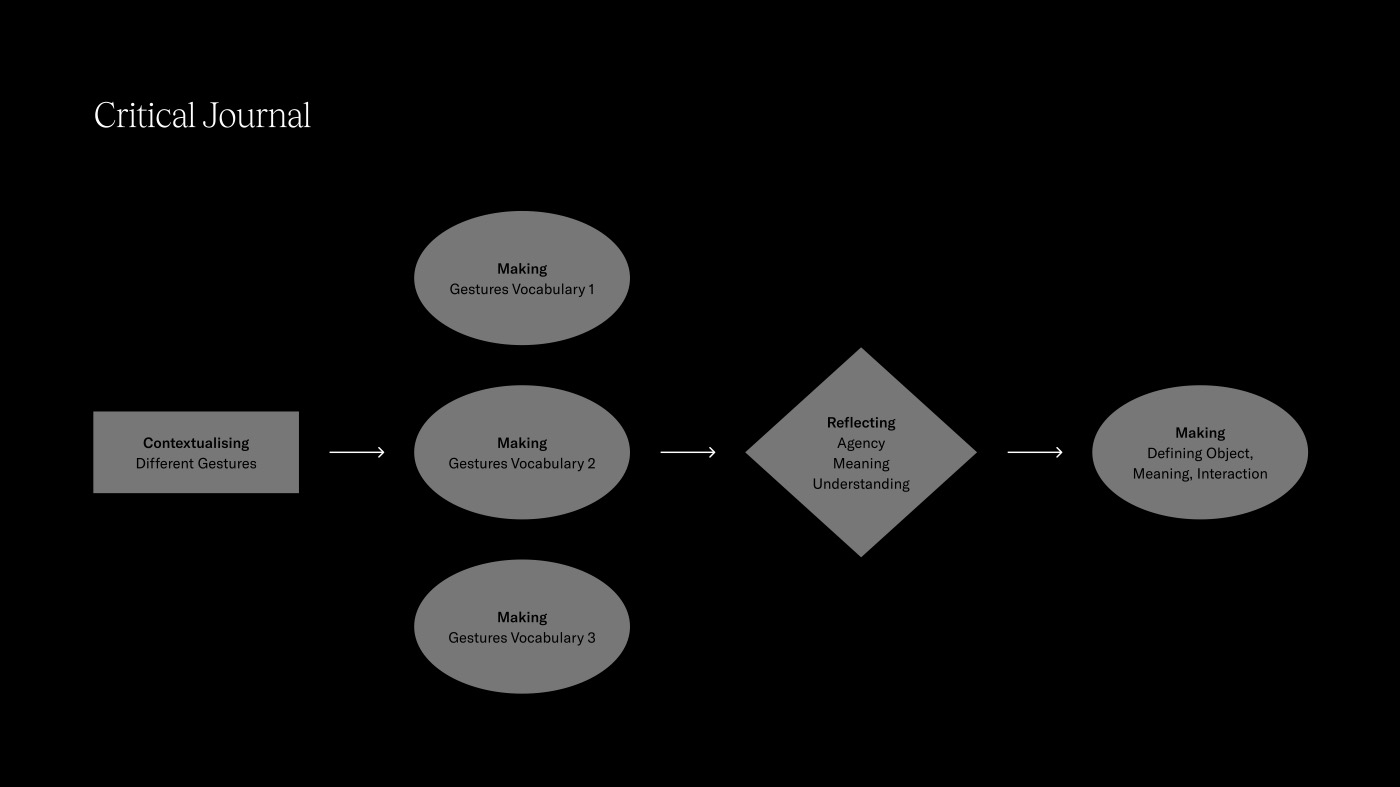 Critical Journal
Making
Gestures Vocabulary 1
Contextualising
Different Gestures
Making
Gestures Vocabulary 2
Making
Gestures Vocabulary 3
Reflecting
Agency
Meaning
Understanding
Making
Defining Object,
Meaning, Interaction